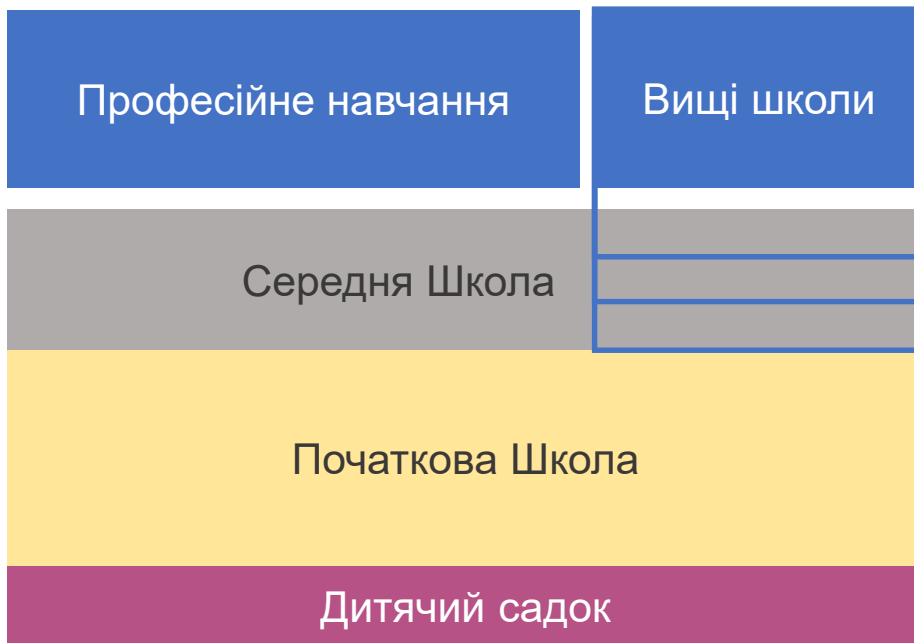 Професійне навчання
Вищі школи
Середня Школа
Початкова Школа
Дитячий садок